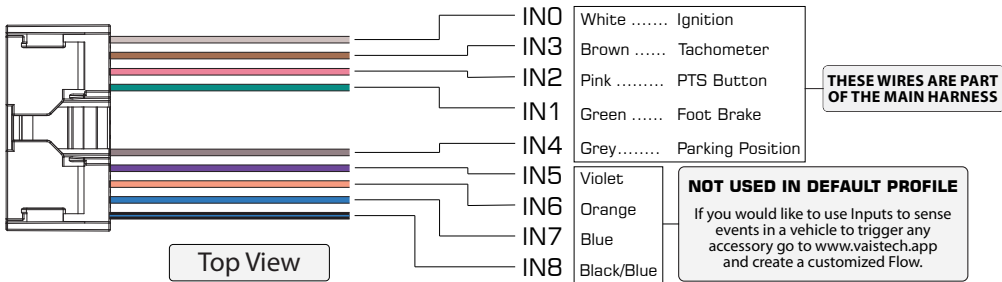 IN0 White ....... Ignition
IN3 Brown ...... Tachometer
IN2 Pink ......... PTS Button
IN1 Green ...... Foot Brake
IN4 Grey........ Parking Position
THESE WIRES ARE PART
OF THE MAIN HARNESS
IN5 Violet
IN6 Orange
IN7 Blue
IN8 Black/Blue
NOT USED IN DEFAULT PROFILE
If you would like to use Inputs to sense
events in a vehicle to trigger any
accessory go to www.vaistech.app
and create a customized Flow.
Top View